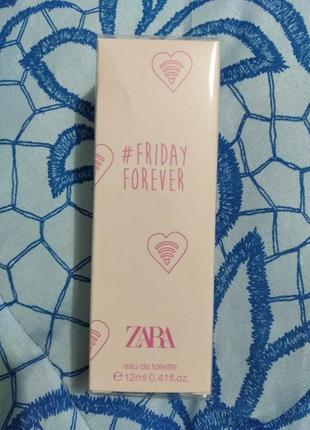 #FRIDAY
FOREVER
ZARA
eau de toilette
℮12ml 0.41fl.oz.